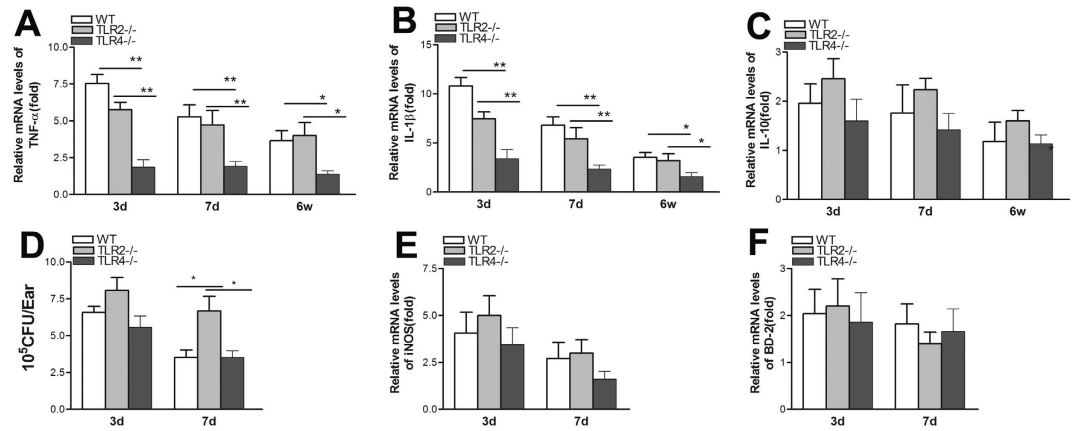 A
WT
TLR2-/-
TLR4-/-
Relative mRNA levels of
TNF-α(fold)
10.0
7.5
5.0
2.5
0.0
**
**
**
**
*
*
3d
7d
6w
B
WT
TLR2-/-
TLR4-/-
Relative mRNA levels of
IL-1β(fold)
15
10
5
0
**
**
**
**
*
*
3d
7d
6w
C
WT
TLR2-/-
TLR4-/-
Relative mRNA levels of
IL-10(fold)
3
2
1
0
*
3d
7d
6w
D
WT
TLR2-/-
TLR4-/-
10⁵CFU/Ear
10.0
7.5
5.0
2.5
0.0
*
*
3d
7d
E
WT
TLR2-/-
TLR4-/-
Relative mRNA levels
of iNOS(fold)
7.5
5.0
2.5
0.0
3d
7d
F
WT
TLR2-/-
TLR4-/-
Relative mRNA levels
of BD-2(fold)
3
2
1
0
3d
7d